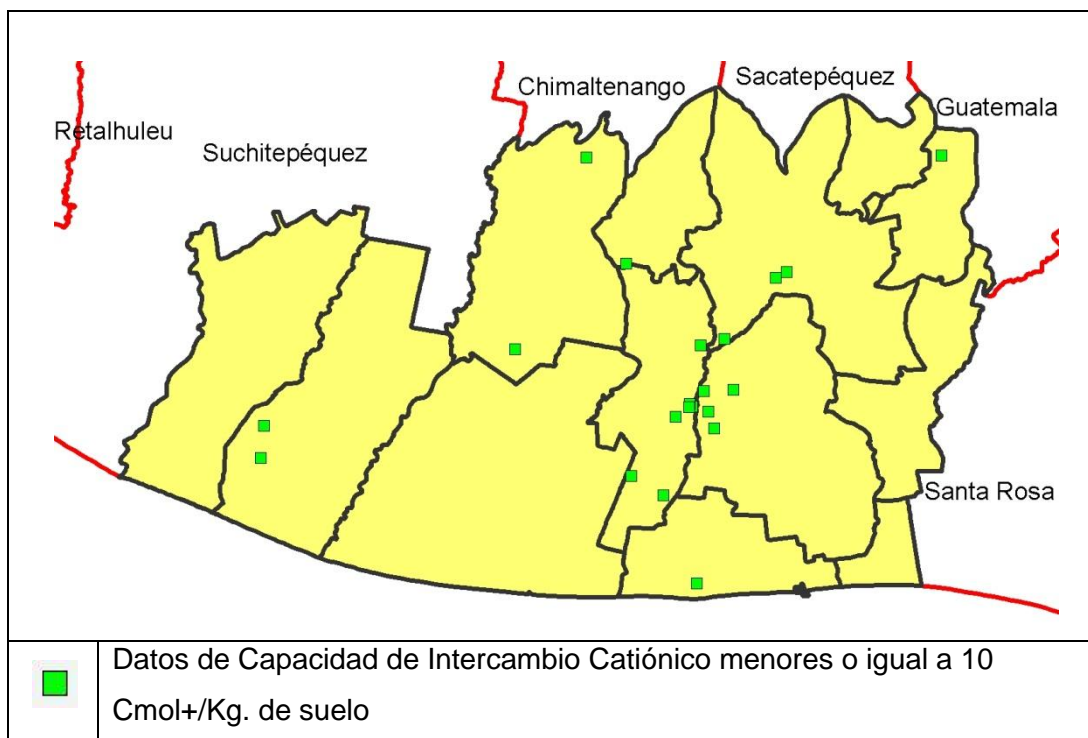 Chimaltenango
Sacatepéquez
Guatemala
Retalhuleu
Suchitepéquez
Santa Rosa
Datos de Capacidad de Intercambio Catiónico menores o igual a 10
Cmol+/Kg. de suelo